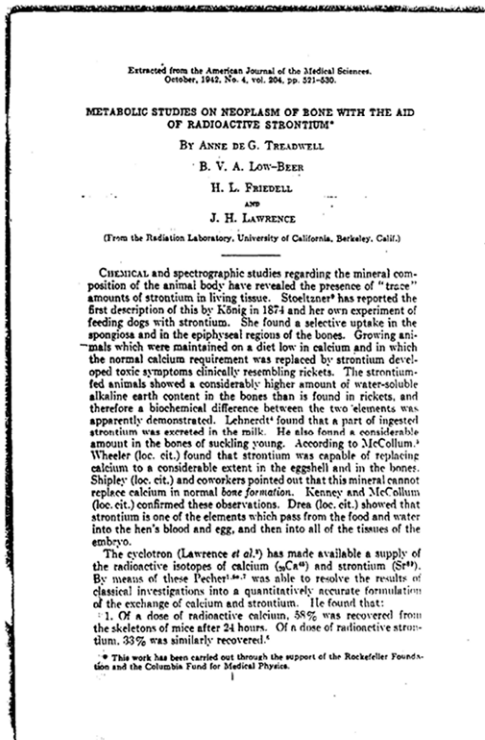 Extracted from the American Journal of the Medical Sciences.
October, 1942, No. 4, vol. 204, pp. 521-530.
METABOLIC STUDIES ON NEOPLASM OF BONE WITH THE AID
OF RADIOACTIVE STRONTIUM*
By Anne de G. Treadwell
B. V. A. Low-Beer
H. L. Friedell
AND
J. H. Lawrence
(From the Radiation Laboratory, University of California, Berkeley, Calif.)
Chemical and spectrographic studies regarding the mineral com-
position of the animal body have revealed the presence of "trace"
amounts of strontium in living tissue. Stoeltzner has reported the
first description of this by König in 1874 and her own experiment of
feeding dogs with strontium. She found a selective uptake in the
spongiosa and in the epiphyseal regions of the bones. Growing ani-
mals which were maintained on a diet low in calcium and in which
the normal calcium requirement was replaced by strontium devel-
oped toxic symptoms clinically resembling rickets. The strontium-
fed animals showed a considerably higher amount of water-soluble
alkaline earth content in the bones than is found in rickets, and
therefore a biochemical difference between the two elements was
apparently demonstrated. Lehnerdt⁴ found that a part of ingested
strontium was excreted in the milk. He also found a considerable
amount in the bones of suckling young. According to McCollum,
Wheeler (loc. cit.) found that strontium was capable of replacing
calcium to a considerable extent in the eggshell and in the bones.
Shipley (loc. cit.) and coworkers pointed out that this mineral cannot
replace calcium in normal bone formation. Kenney and McCollum
(loc. cit.) confirmed these observations. Drea (loc. cit.) showed that
strontium is one of the elements which pass from the food and water
into the hen's blood and egg, and then into all of the tissues of the
embryo.
The cyclotron (Lawrence et al.) has made available a supply of
the radioactive isotopes of calcium (₂₀Ca⁴⁵) and strontium (Sr⁸⁹).
By means of these Pecher was able to resolve the results of
classical investigations into a quantitatively accurate formulation
of the exchange of calcium and strontium. He found that:
1. Of a dose of radioactive calcium, 58% was recovered from
the skeletons of mice after 24 hours. Of a dose of radioactive stron-
tium, 33% was similarly recovered.
* This work has been carried out through the support of the Rockefeller Founda-
tion and the Columbia Fund for Medical Physics.